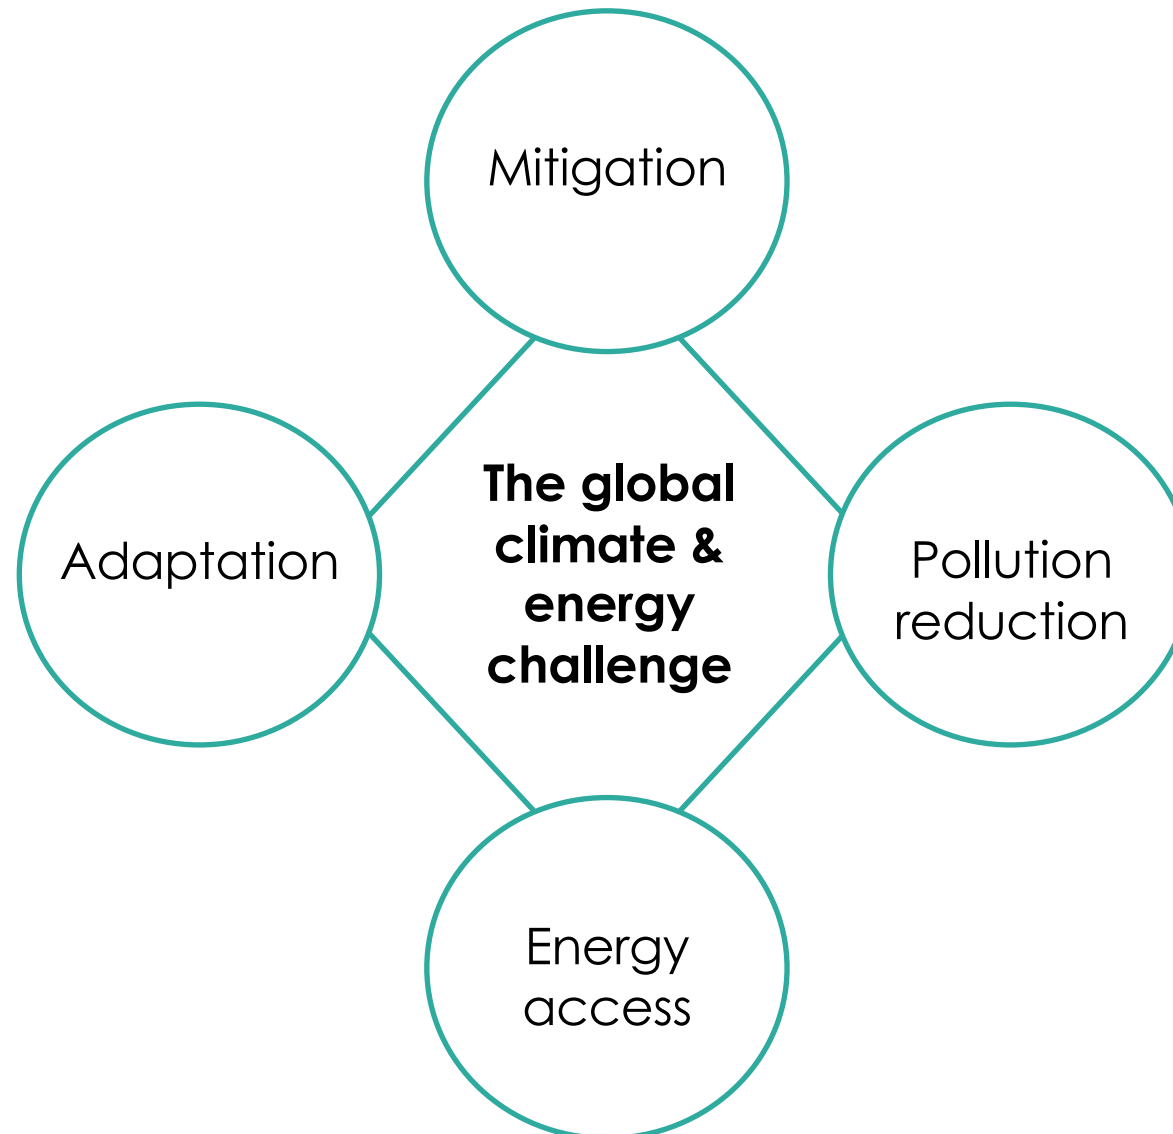 Mitigation
The global
climate &
energy
challenge
Adaptation
Pollution
reduction
Energy
access